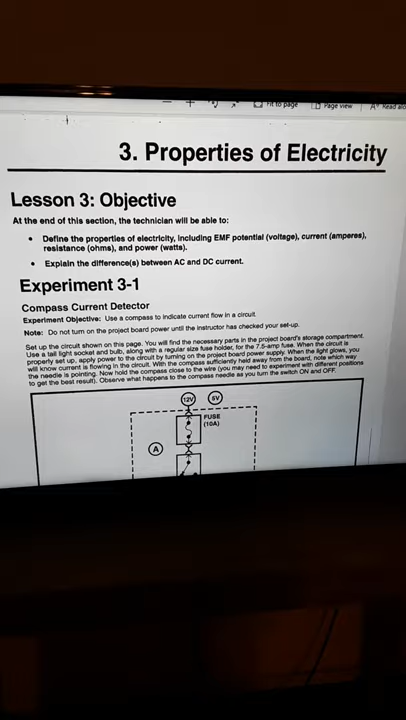 Fit to page
Page view
Read alo
3. Properties of Electricity
Lesson 3: Objective
At the end of this section, the technician will be able to:
• Define the properties of electricity, including EMF potential (voltage), current (amperes),
resistance (ohms), and power (watts).
• Explain the difference(s) between AC and DC current.
Experiment 3-1
Compass Current Detector
Experiment Objective: Use a compass to indicate current flow in a circuit.
Note: Do not turn on the project board power until the instructor has checked your set-up.
Set up the circuit shown on this page. You will find the necessary parts in the project board's storage compartment.
Use a tail light socket and bulb, along with a regular size fuse holder, for the 7.5-amp fuse. When the circuit is
properly set up, apply power to the circuit by turning on the project board power supply. When the light glows, you
will know current is flowing in the circuit. With the compass sufficiently held away from the board, note which way
the needle is pointing. Now hold the compass close to the wire (you may need to experiment with different positions
to get the best result). Observe what happens to the compass needle as you turn the switch ON and OFF.
12V 6V
FUSE
(10A)
A